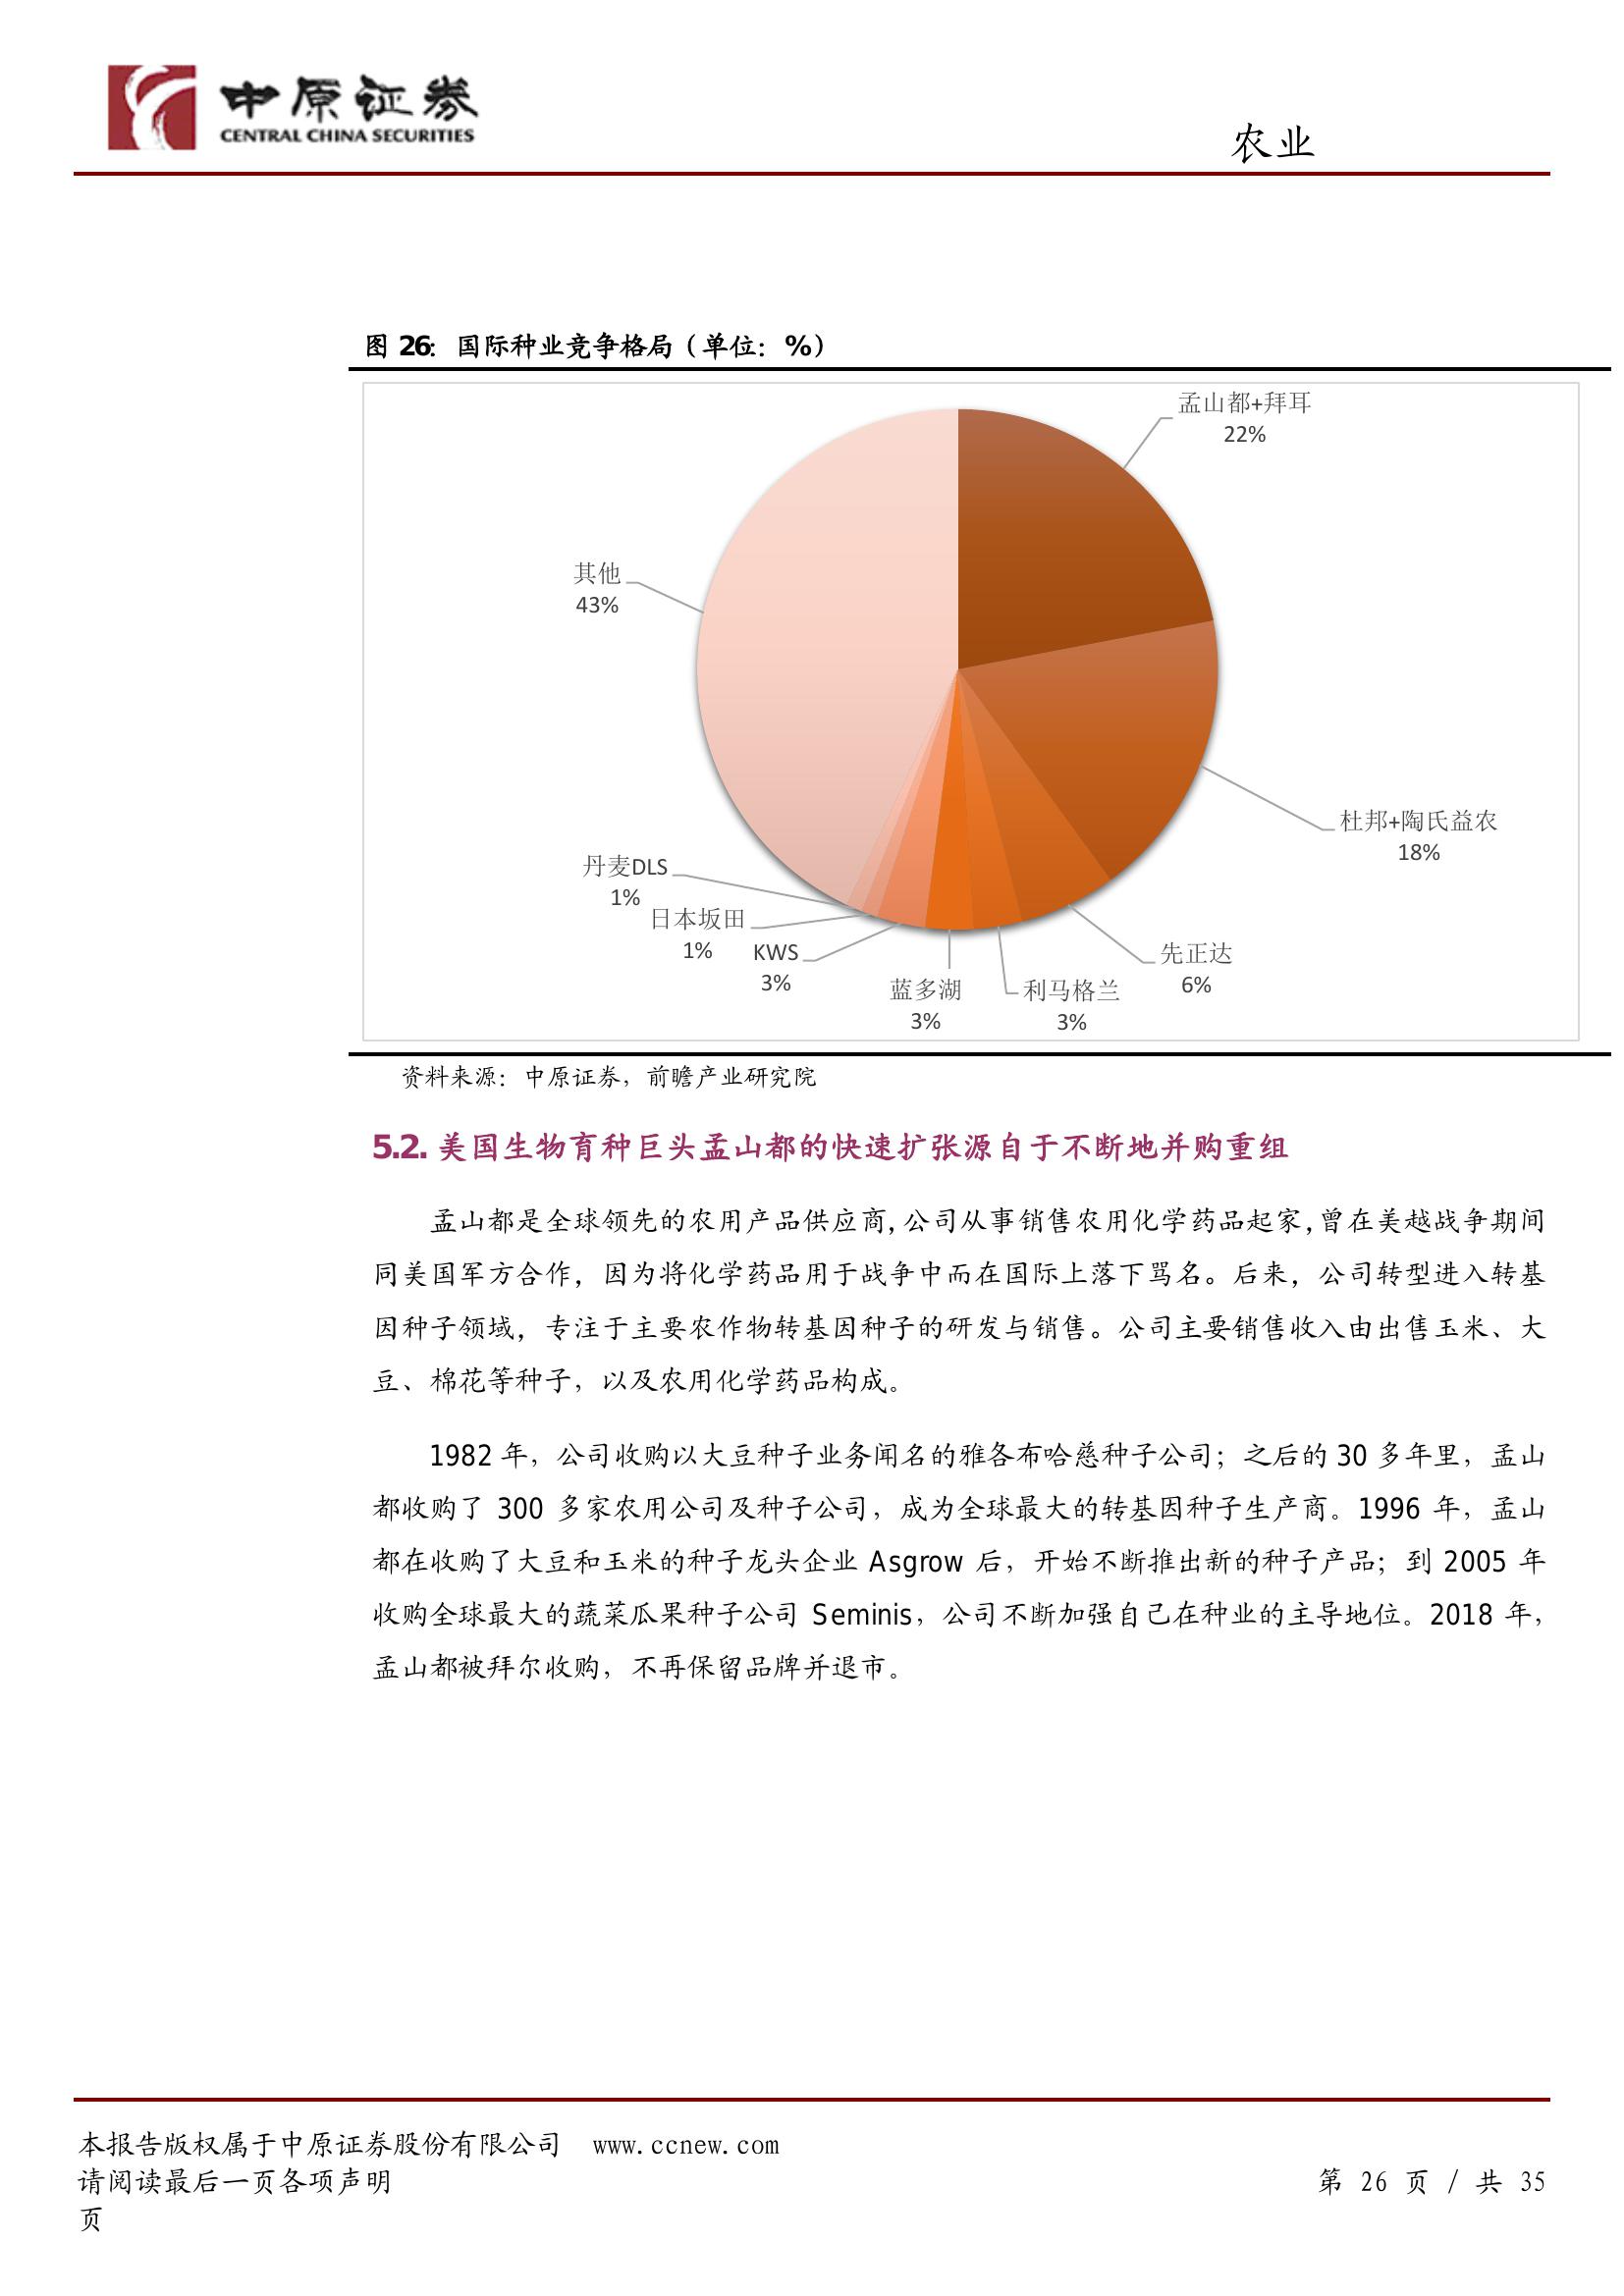 中原证券
CENTRAL CHINA SECURITIES
农业
图 26：国际种业竞争格局（单位：%）
孟山都+拜耳
22%
其他
43%
杜邦+陶氏益农
18%
丹麦DLS
1%
日本坂田
1%
KWS
3%
蓝多湖
3%
利马格兰
3%
先正达
6%
资料来源：中原证券，前瞻产业研究院
5.2. 美国生物育种巨头孟山都的快速扩张源自于不断地并购重组
孟山都是全球领先的农用产品供应商，公司从事销售农用化学药品起家，曾在美越战争期间
同美国军方合作，因为将化学药品用于战争中而在国际上落下骂名。后来，公司转型进入转基
因种子领域，专注于主要农作物转基因种子的研发与销售。公司主要销售收入由出售玉米、大
豆、棉花等种子，以及农用化学药品构成。
1982 年，公司收购以大豆种子业务闻名的雅各布哈慈种子公司；之后的 30 多年里，孟山
都收购了 300 多家农用公司及种子公司，成为全球最大的转基因种子生产商。1996 年，孟山
都在收购了大豆和玉米的种子龙头企业 Asgrow 后，开始不断推出新的种子产品；到 2005 年
收购全球最大的蔬菜瓜果种子公司 Seminis，公司不断加强自己在种业的主导地位。2018 年，
孟山都被拜尔收购，不再保留品牌并退市。
本报告版权属于中原证券股份有限公司 www.ccnew.com
请阅读最后一页各项声明 第 26 页 / 共 35
页